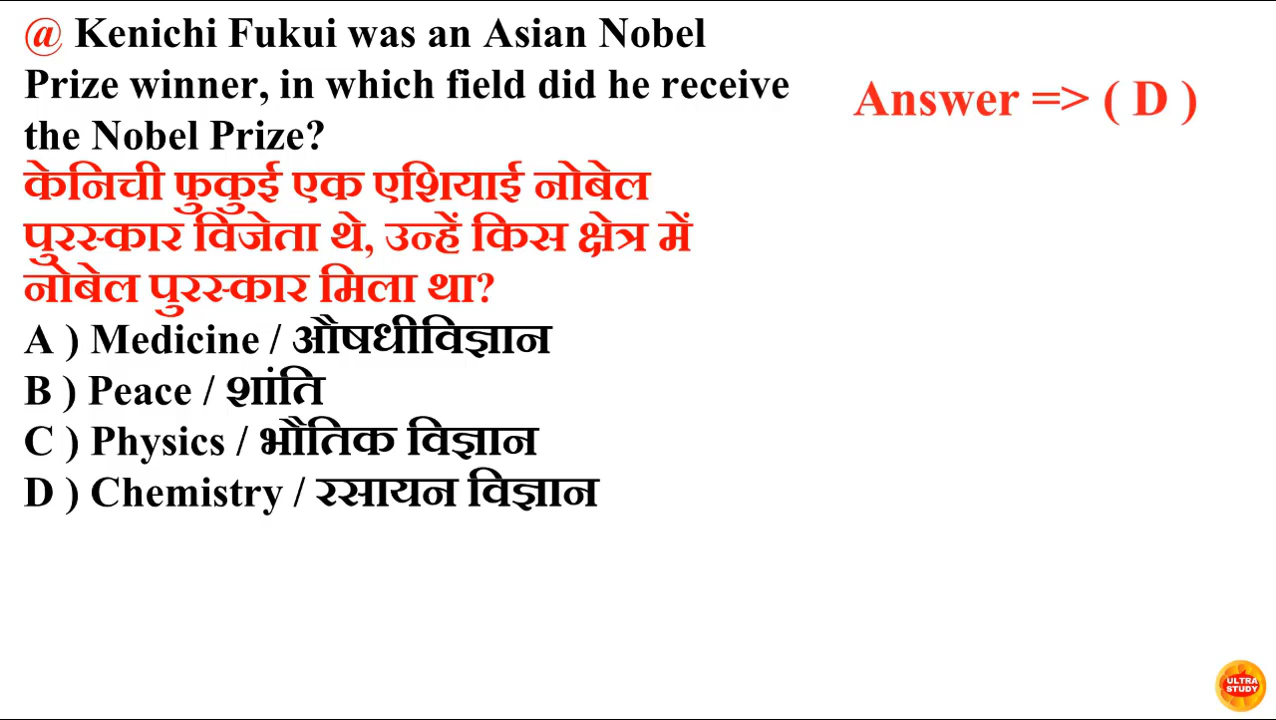 @ Kenichi Fukui was an Asian Nobel
Prize winner, in which field did he receive
the Nobel Prize?
Answer => ( D )
केनिची फुकुई एक एशियाई नोबेल
पुरस्कार विजेता थे, उन्हें किस क्षेत्र में
नोबेल पुरस्कार मिला था?
A ) Medicine / औषधीविज्ञान
B ) Peace / शांति
C ) Physics / भौतिक विज्ञान
D ) Chemistry / रसायन विज्ञान
ULTRA
STUDY